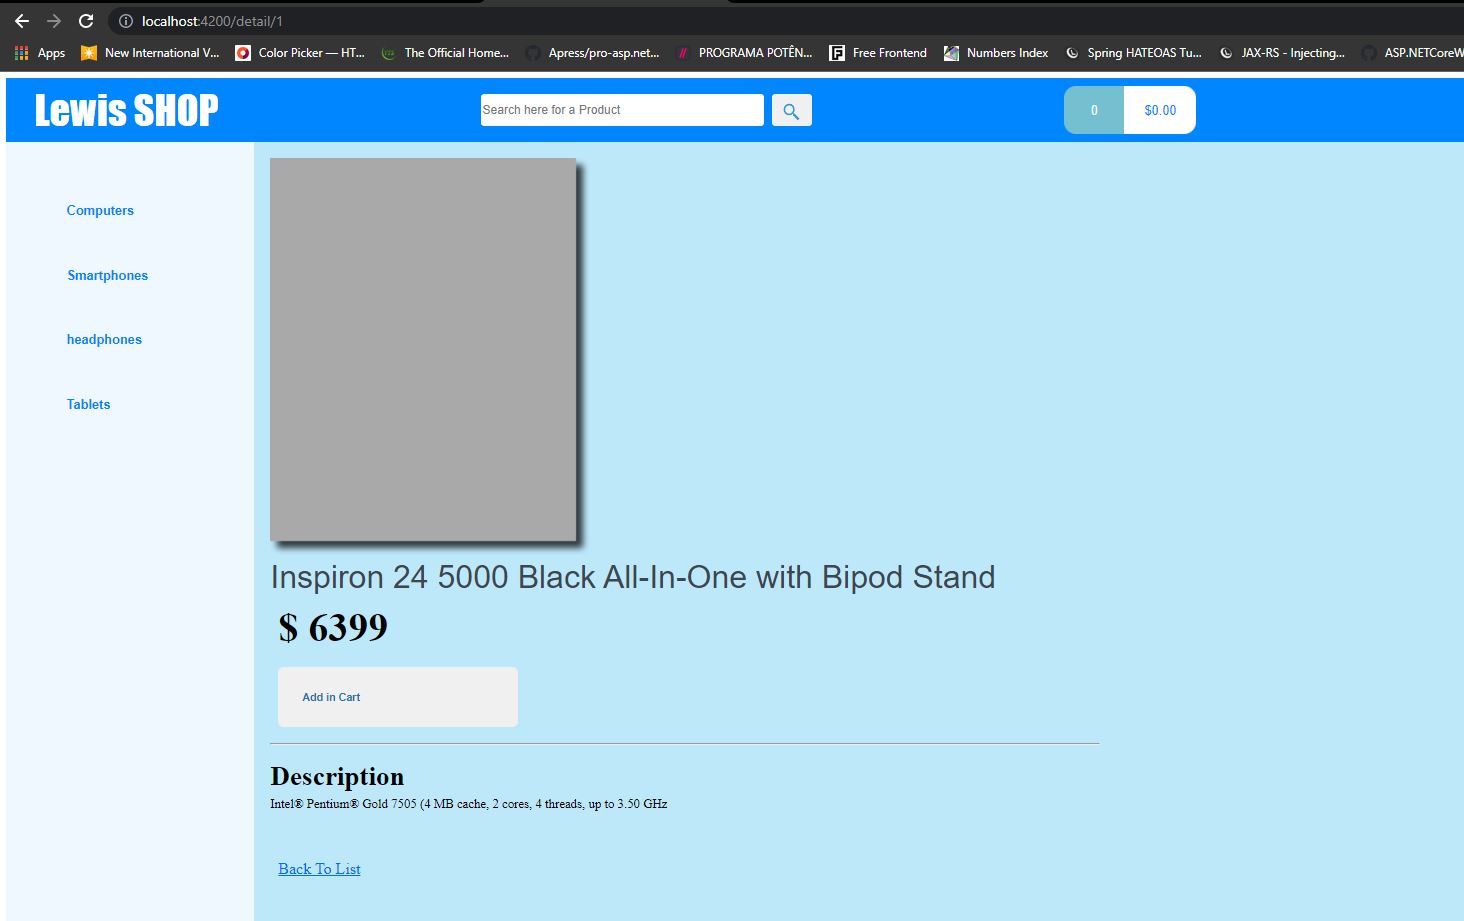 localhost:4200/detail/1
Apps New International V... Color Picker — HT... The Official Home... Apress/pro-asp.net... PROGRAMA POTÊN... Free Frontend Numbers Index Spring HATEOAS Tu... JAX-RS - Injecting... ASP.NETCoreW
Lewis SHOP Search here for a Product 0 $0.00
Computers
Smartphones
headphones
Tablets
Inspiron 24 5000 Black All-In-One with Bipod Stand
$ 6399
Add in Cart
Description
Intel® Pentium® Gold 7505 (4 MB cache, 2 cores, 4 threads, up to 3.50 GHz
Back To List